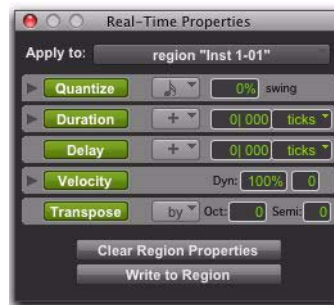 Real-Time Properties
Apply to: region "Inst 1-01"
Quantize 0% swing
Duration + 0| 000 ticks
Delay + 0| 000 ticks
Velocity Dyn: 100% 0
Transpose by Oct: 0 Semi: 0
Clear Region Properties
Write to Region